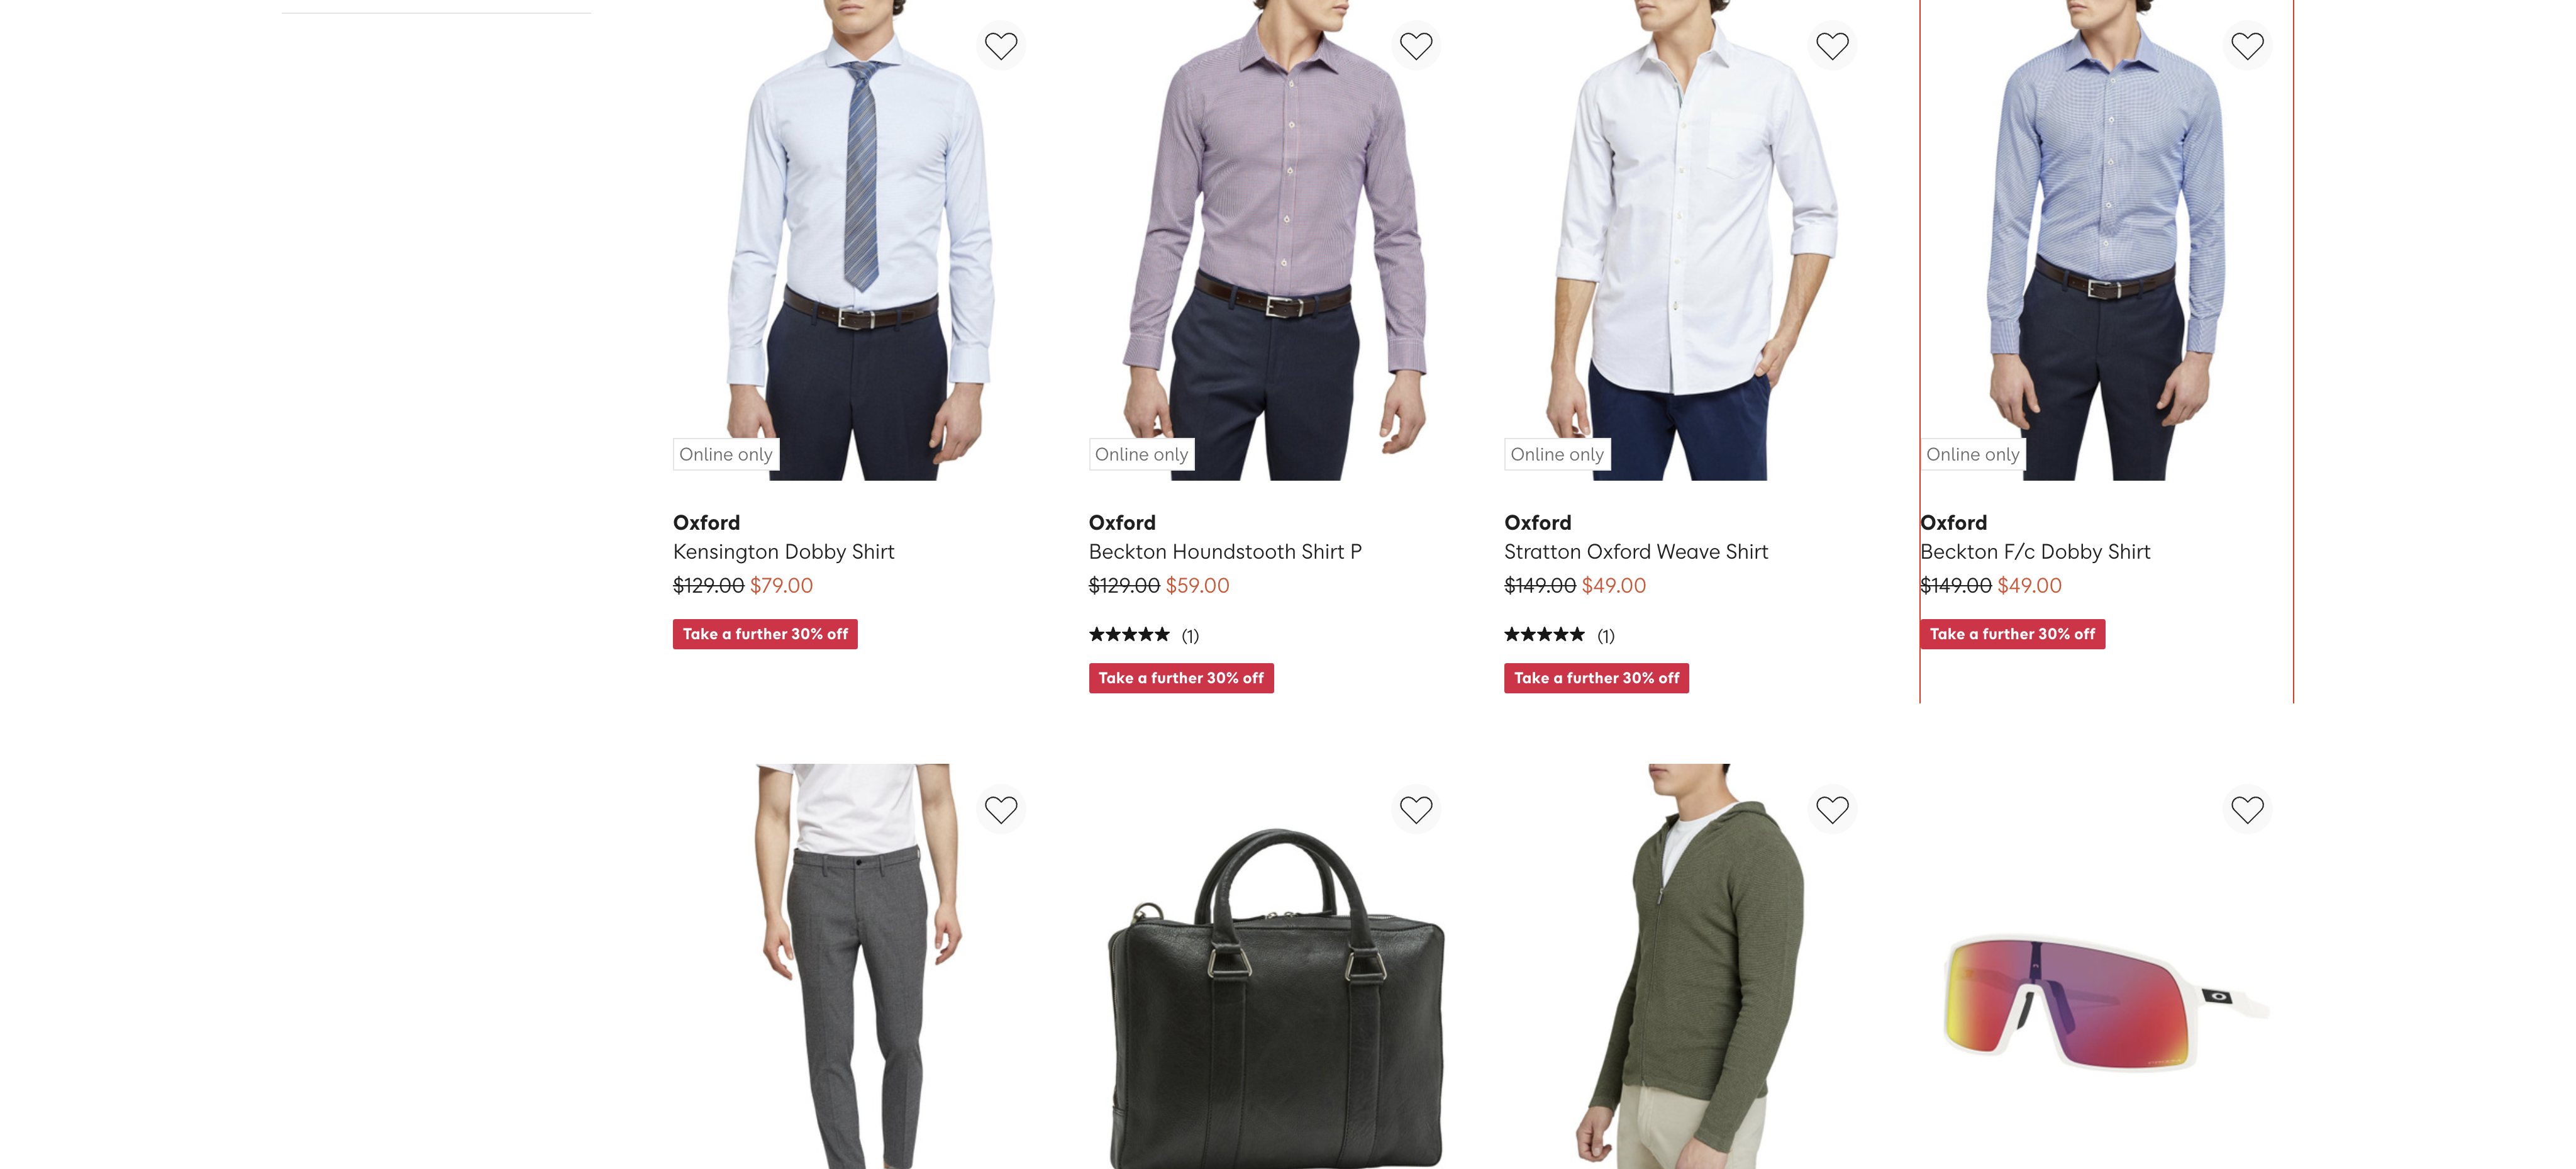 Online only
Oxford
Kensington Dobby Shirt
$129.00 $79.00
Take a further 30% off
Online only
Oxford
Beckton Houndstooth Shirt P
$129.00 $59.00
★★★★★ (1)
Take a further 30% off
Online only
Oxford
Stratton Oxford Weave Shirt
$149.00 $49.00
★★★★★ (1)
Take a further 30% off
Online only
Oxford
Beckton F/c Dobby Shirt
$149.00 $49.00
Take a further 30% off